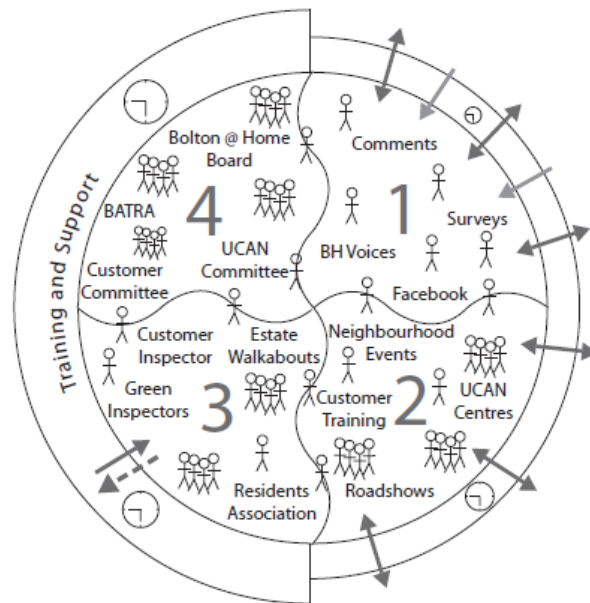 Training and Support
Bolton @ Home
Board
BATRA
4
UCAN
Committee
Customer
Committee
Comments
1
Surveys
BH Voices
Facebook
Customer
Inspector
Estate
Walkabouts
Green
Inspectors
3
Residents
Association
Neighbourhood
Events
Customer
Training
2
UCAN
Centres
Roadshows